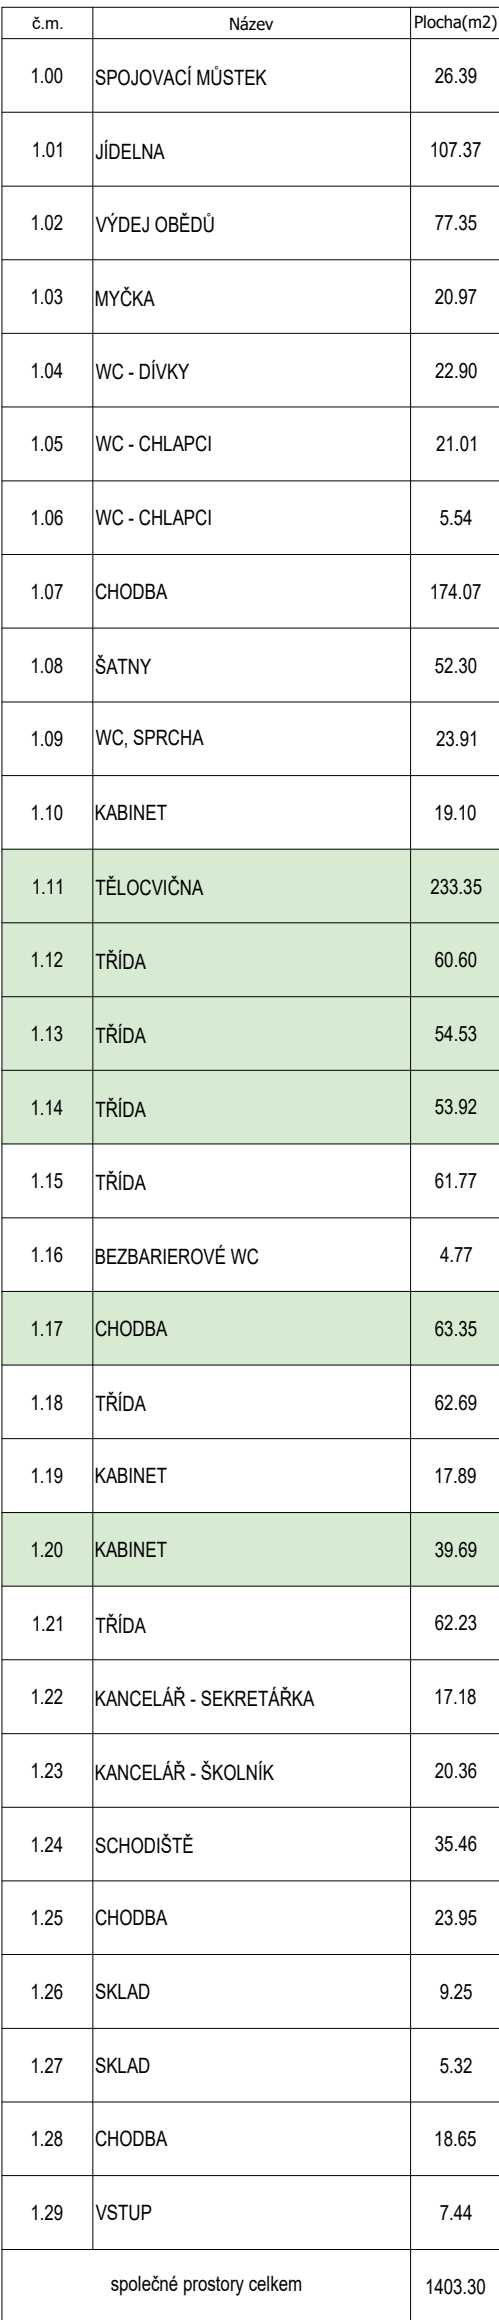 č.m. Název Plocha(m2)
1.00 SPOJOVACÍ MŮSTEK 26.39
1.01 JÍDELNA 107.37
1.02 VÝDEJ OBĚDŮ 77.35
1.03 MYČKA 20.97
1.04 WC - DÍVKY 22.90
1.05 WC - CHLAPCI 21.01
1.06 WC - CHLAPCI 5.54
1.07 CHODBA 174.07
1.08 ŠATNY 52.30
1.09 WC, SPRCHA 23.91
1.10 KABINET 19.10
1.11 TĚLOCVIČNA 233.35
1.12 TŘÍDA 60.60
1.13 TŘÍDA 54.53
1.14 TŘÍDA 53.92
1.15 TŘÍDA 61.77
1.16 BEZBARIEROVÉ WC 4.77
1.17 CHODBA 63.35
1.18 TŘÍDA 62.69
1.19 KABINET 17.89
1.20 KABINET 39.69
1.21 TŘÍDA 62.23
1.22 KANCELÁŘ - SEKRETÁŘKA 17.18
1.23 KANCELÁŘ - ŠKOLNÍK 20.36
1.24 SCHODIŠTĚ 35.46
1.25 CHODBA 23.95
1.26 SKLAD 9.25
1.27 SKLAD 5.32
1.28 CHODBA 18.65
1.29 VSTUP 7.44
společné prostory celkem 1403.30